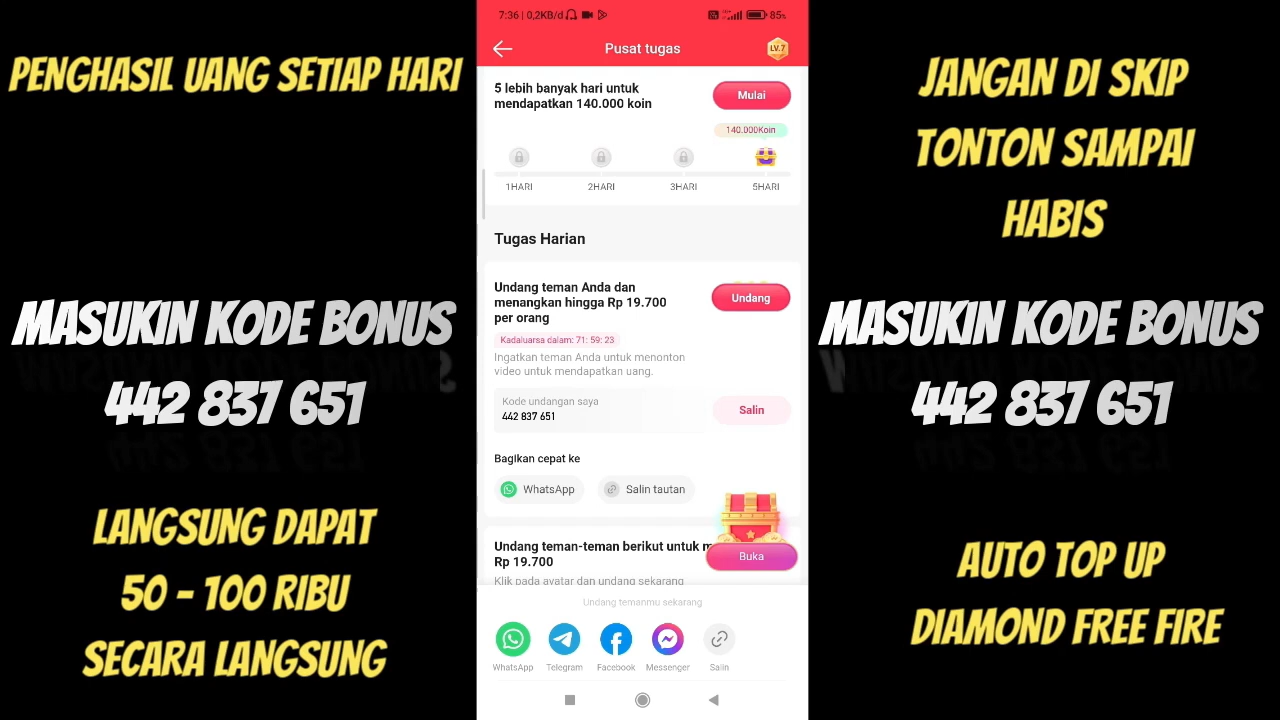 PENGHASIL UANG SETIAP HARI
MASUKIN KODE BONUS
442 837 651
LANGSUNG DAPAT
50 - 100 RIBU
SECARA LANGSUNG
7:36 | 0,2KB/d
85%
Pusat tugas
LV.7
5 lebih banyak hari untuk
mendapatkan 140.000 koin
Mulai
140.000Koin
1HARI
2HARI
3HARI
5HARI
Tugas Harian
Undang teman Anda dan
menangkan hingga Rp 19.700
per orang
Undang
Kadaluarsa dalam: 71: 59: 23
Ingatkan teman Anda untuk menonton
video untuk mendapatkan uang.
Kode undangan saya
442 837 651
Salin
Bagikan cepat ke
WhatsApp
Salin tautan
Undang teman-teman berikut untuk m
Rp 19.700
Buka
Klik pada avatar dan undang sekarang
Undang temanmu sekarang
WhatsApp
Telegram
Facebook
Messenger
Salin
JANGAN DI SKIP
TONTON SAMPAI
HABIS
MASUKIN KODE BONUS
442 837 651
AUTO TOP UP
DIAMOND FREE FIRE